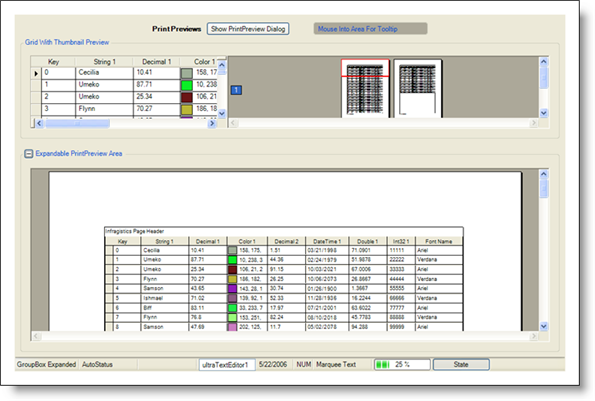 Print Previews Show PrintPreview Dialog Mouse Into Area For Tooltip
Grid With Thumbnail Preview
Key String 1 Decimal 1 Color 1
0 Cecilia 10.41 158, 17
1 Umeko 87.71 10, 238
2 Umeko 25.34 106, 21
3 Flynn 70.27 186, 18
1
Expandable PrintPreview Area
Infragistics Page Header
Key String 1 Decimal 1 Color 1 Decimal 2 DateTime 1 Double 1 Int32 1 Font Name
0 Cecilia 10.41 158, 175, 1.51 03/21/1998 71.0901 11111 Ariel
1 Umeko 87.71 10, 238, 3 44.36 02/24/1979 51.9878 22222 Verdana
2 Umeko 25.34 106, 21, 2 91.15 10/03/2021 67.0006 33333 Ariel
3 Flynn 70.27 186, 182, 26.25 10/06/2073 26.8867 44444 Verdana
4 Samson 43.65 143, 28, 1 30.74 01/26/1900 1.3667 55555 Ariel
5 Ishmael 71.02 139, 92, 1 52.33 11/28/1936 16.2244 66666 Verdana
6 Biff 83.11 33, 233, 7 17.97 07/21/2001 63.6022 77777 Ariel
7 Flynn 76.8 153, 251, 82.24 08/10/2018 45.7783 88888 Verdana
8 Samson 47.69 202, 125, 11.7 05/02/2078 94.288 99999 Ariel
GroupBox Expanded AutoStatus ultraTextEditor1 5/22/2006 NUM Marquee Text 25 % State